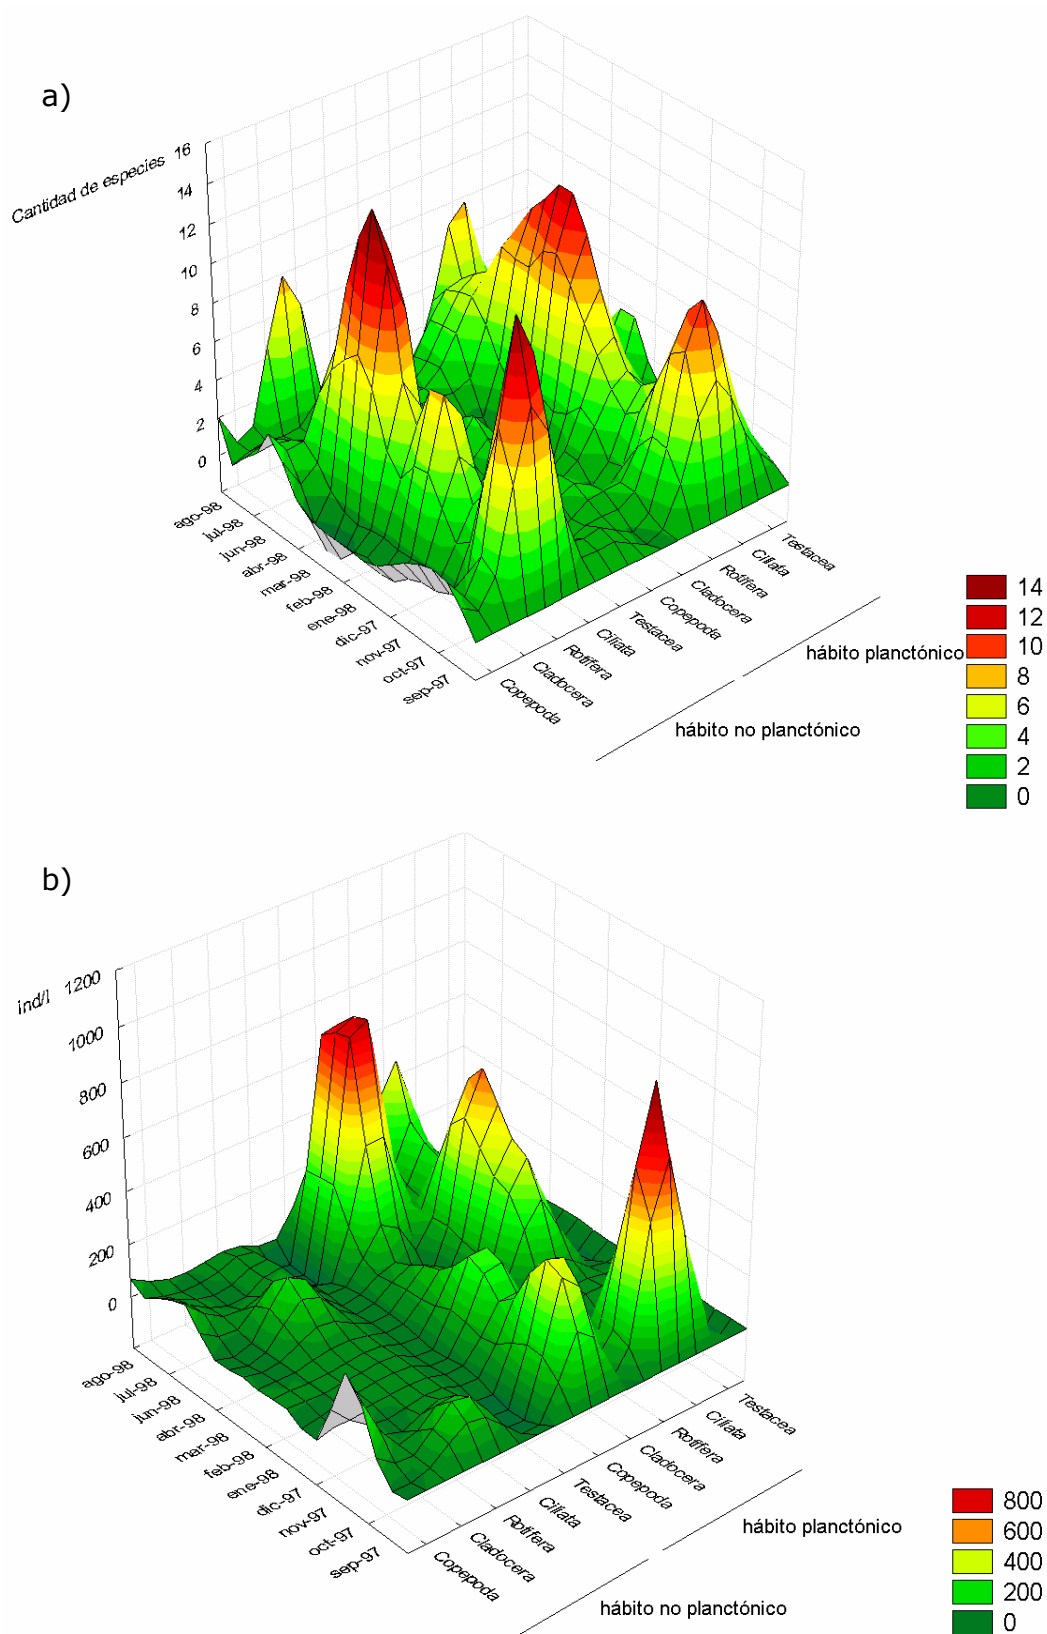 a)
Cantidad de especies
16
14
12
10
8
6
4
2
0
ago-98
jul-98
jun-98
abr-98
mar-98
feb-98
ene-98
dic-97
nov-97
oct-97
sep-97
Copepoda
Cladocera
Rotífera
Ciliata
Testacea
Copepoda
Cladocera
Rotífera
Ciliata
Testacea
hábito planctónico
hábito no planctónico
14
12
10
8
6
4
2
0
b)
ind/l
1200
1000
800
600
400
200
0
ago-98
jul-98
jun-98
abr-98
mar-98
feb-98
ene-98
dic-97
nov-97
oct-97
sep-97
Copepoda
Cladocera
Rotífera
Ciliata
Testacea
Copepoda
Cladocera
Rotífera
Ciliata
Testacea
hábito planctónico
hábito no planctónico
800
600
400
200
0